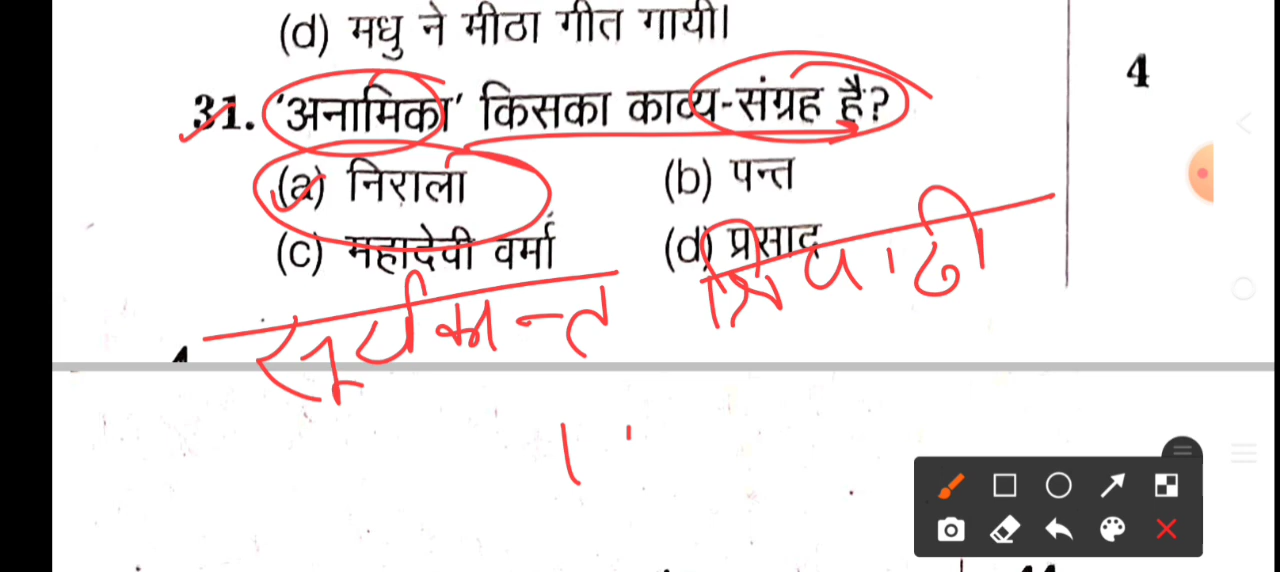 (d) मधु ने मीठा गीत गायी।
4
31. 'अनामिका' किसका काव्य-संग्रह है?
(a) निराला (b) पन्त
(c) महादेवी वर्मा (d) प्रसाद
सूर्यकान्त त्रिपाठी